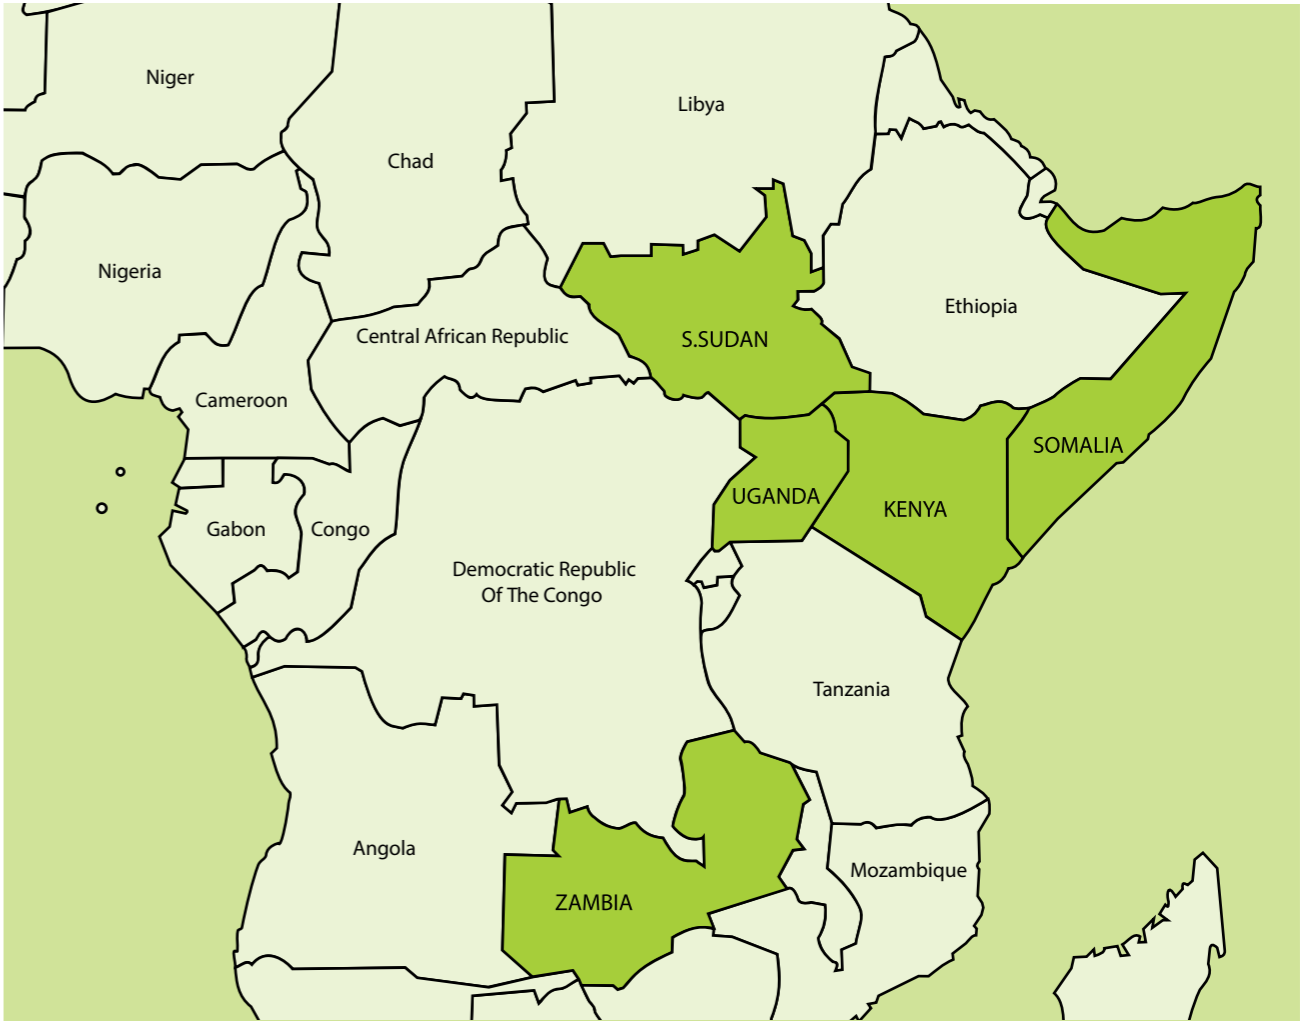 Niger
Libya
Chad
Nigeria
Ethiopia
Central African Republic
S.SUDAN
Cameroon
SOMALIA
UGANDA
KENYA
Gabon
Congo
Democratic Republic
Of The Congo
Tanzania
Angola
Mozambique
ZAMBIA